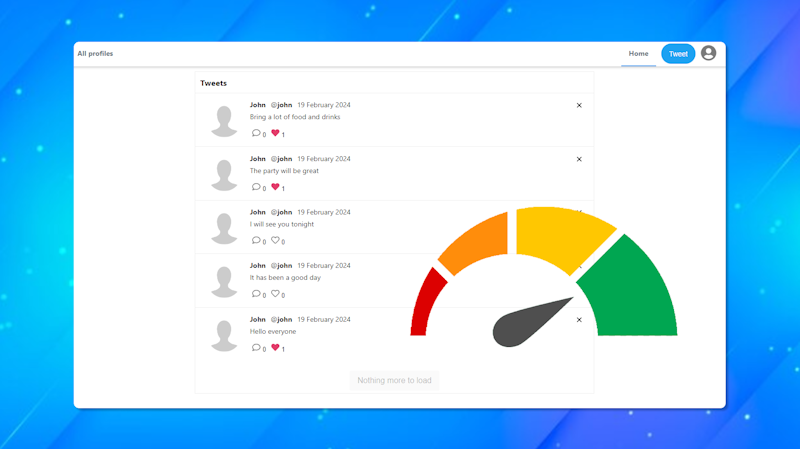 All profiles
Home
Tweet
Tweets
John @john 19 February 2024
Bring a lot of food and drinks
0 1
John @john 19 February 2024
The party will be great
0 1
John @john 19 February 2024
I will see you tonight
0 0
John @john 19 February 2024
It has been a good day
0 0
John @john 19 February 2024
Hello everyone
0 1
Nothing more to load